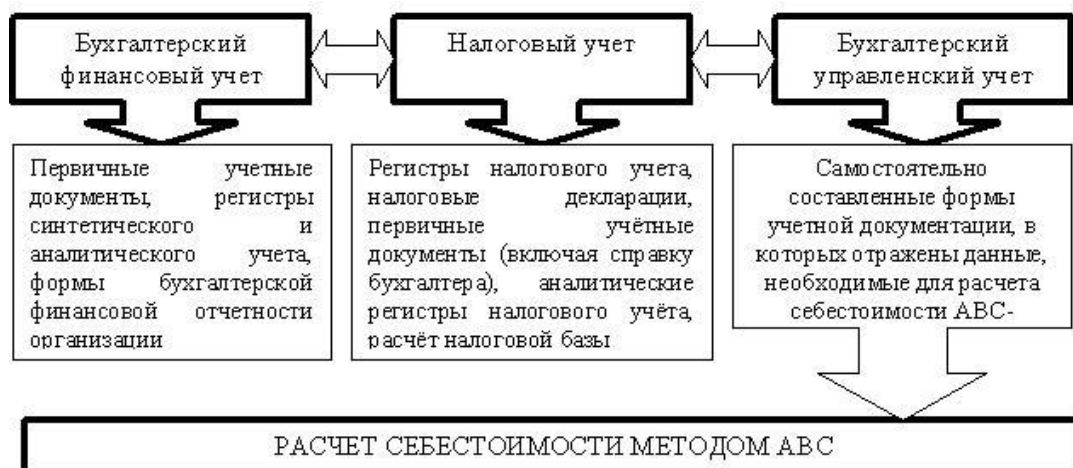 Бухгалтерский
финансовый учет
Налоговый учет
Бухгалтерский
управленский учет
Первичные учетные
документы, регистры
синтетического и
аналитического учета,
формы бухгалтерской
финансовой отчетности
организации
Регистры налогового учета,
налоговые декларации,
первичные учётные
документы (включая справку
бухгалтера), аналитические
регистры налогового учёта,
расчёт налоговой базы
Самостоятельно
составленные формы
учетной документации, в
которых отражены данные,
необходимые для расчета
себестоимости АВС-
РАСЧЕТ СЕБЕСТОИМОСТИ МЕТОДОМ АВС